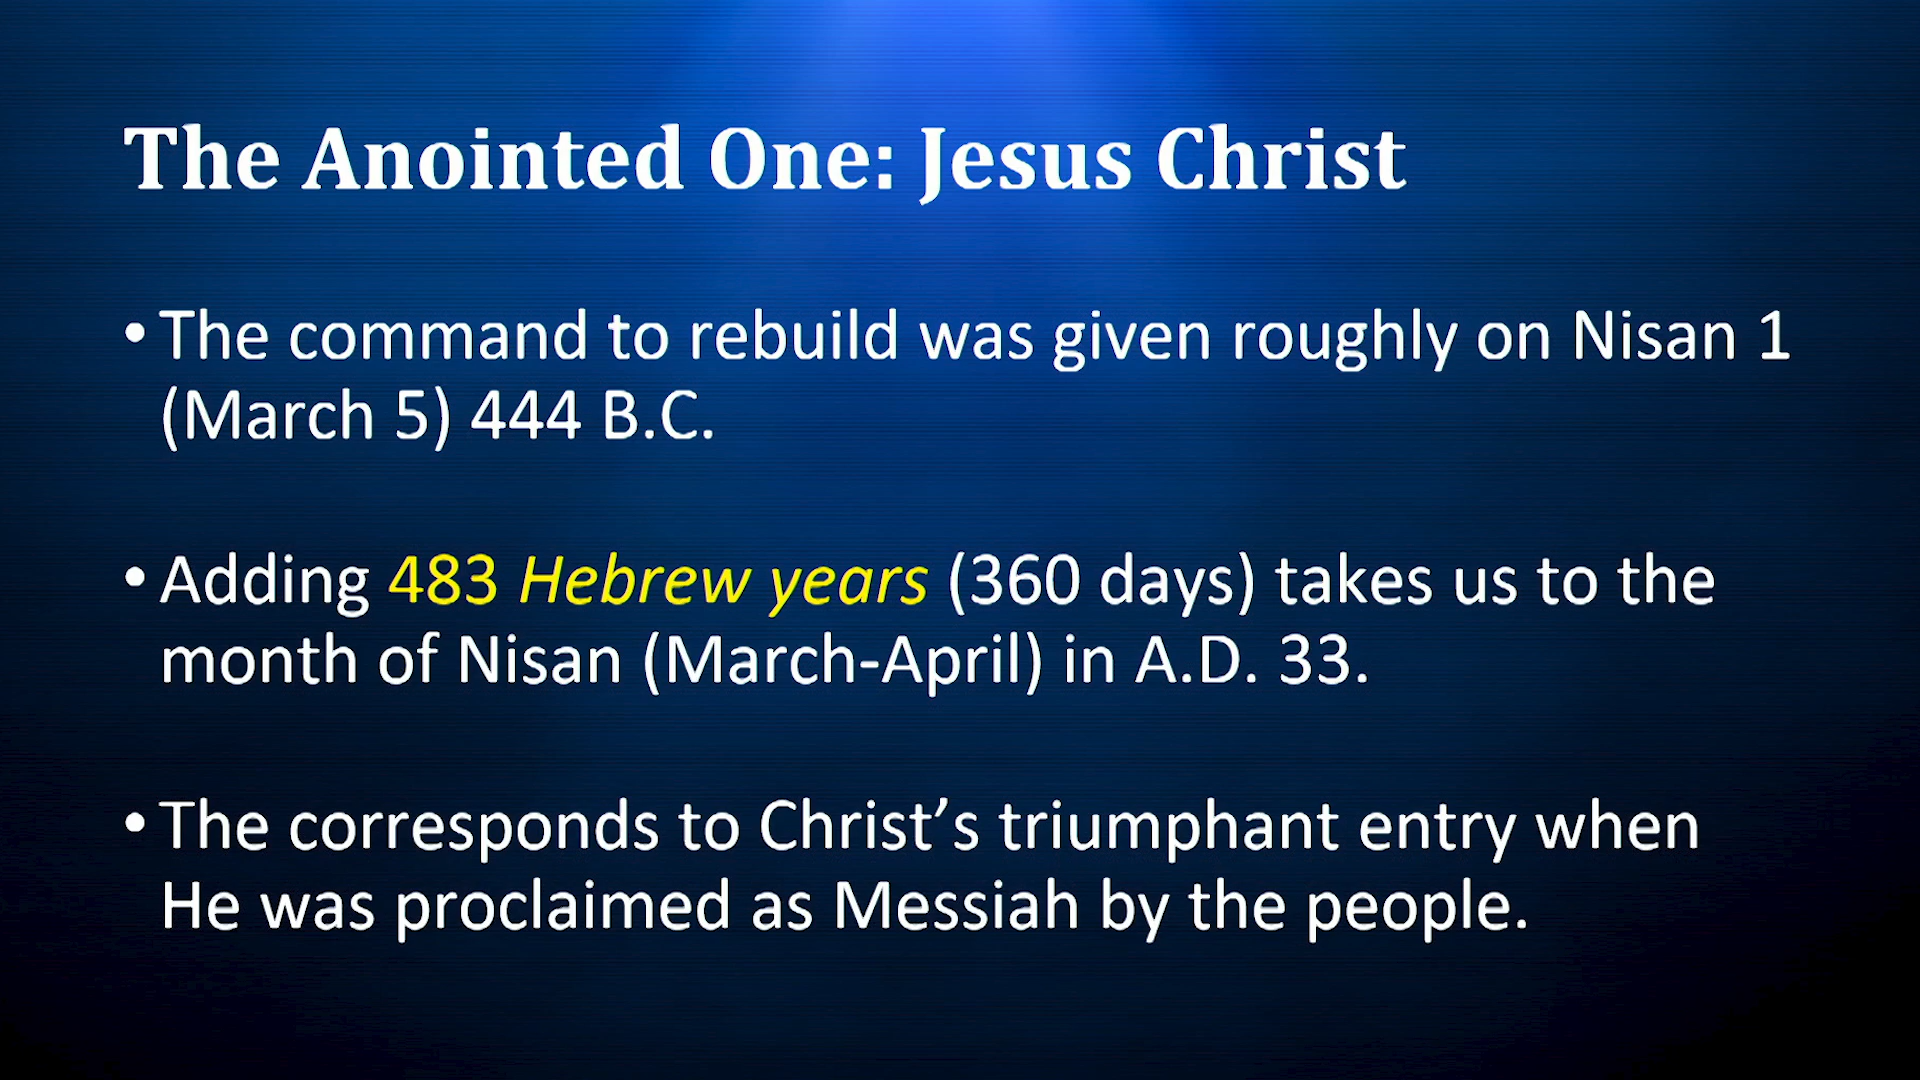 The Anointed One: Jesus Christ
•The command to rebuild was given roughly on Nisan 1
(March 5) 444 B.C.
•Adding 483 Hebrew years (360 days) takes us to the
month of Nisan (March-April) in A.D. 33.
•The corresponds to Christ’s triumphant entry when
He was proclaimed as Messiah by the people.